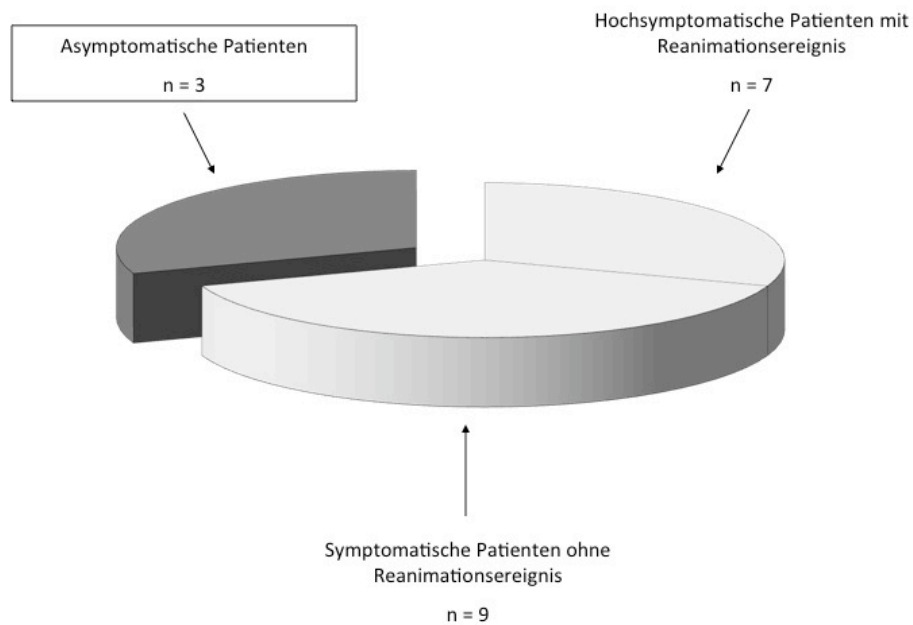 Asymptomatische Patienten
n = 3
Hochsymptomatische Patienten mit
Reanimationsereignis
n = 7
Symptomatische Patienten ohne
Reanimationsereignis
n = 9